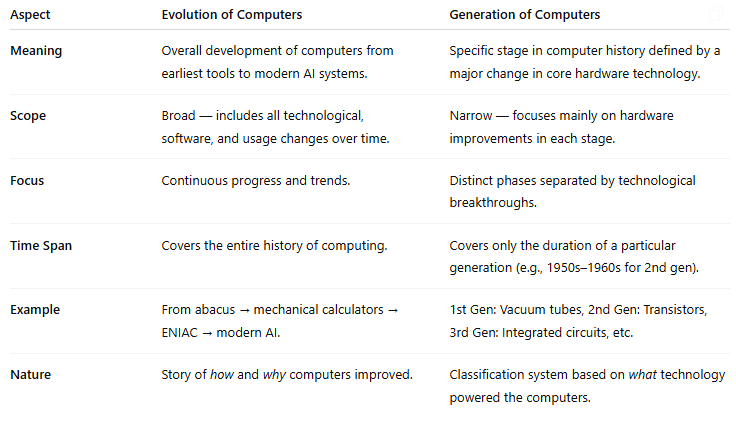 Aspect Evolution of Computers Generation of Computers
Meaning Overall development of computers from Specific stage in computer history defined by a
earliest tools to modern AI systems. major change in core hardware technology.
Scope Broad — includes all technological, Narrow — focuses mainly on hardware
software, and usage changes over time. improvements in each stage.
Focus Continuous progress and trends. Distinct phases separated by technological
breakthroughs.
Time Span Covers the entire history of computing. Covers only the duration of a particular
generation (e.g., 1950s–1960s for 2nd gen).
Example From abacus → mechanical calculators → 1st Gen: Vacuum tubes, 2nd Gen: Transistors,
ENIAC → modern AI. 3rd Gen: Integrated circuits, etc.
Nature Story of how and why computers improved. Classification system based on what technology
powered the computers.